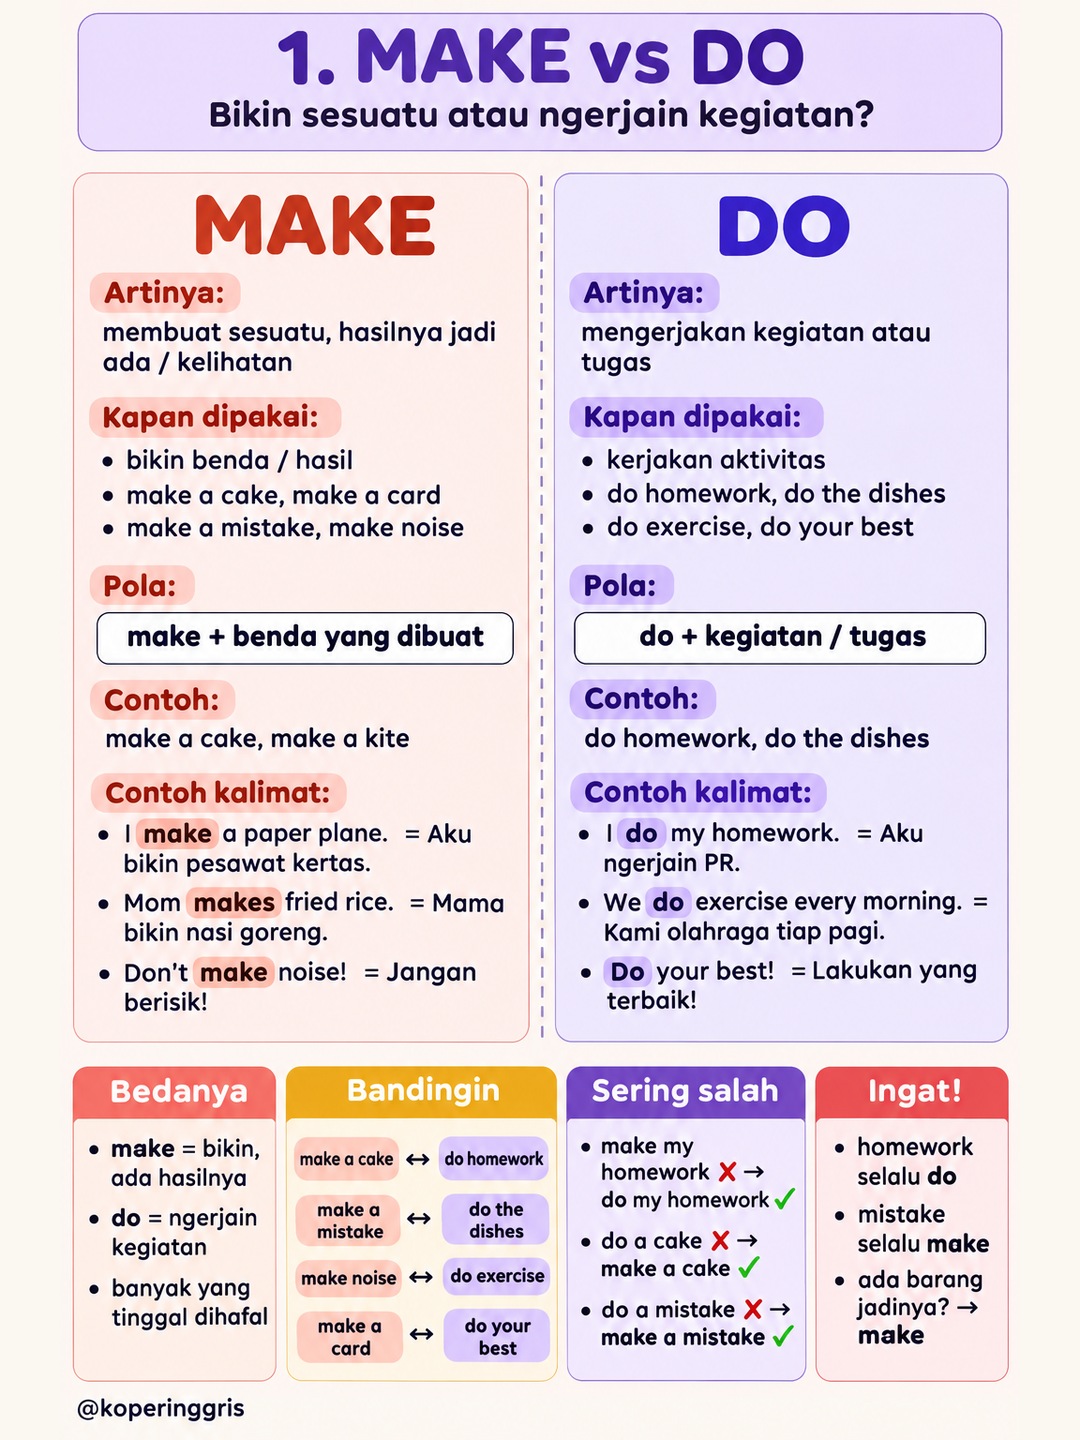 1. MAKE vs DO
Bikin sesuatu atau ngerjain kegiatan?
MAKE
Artinya:
membuat sesuatu, hasilnya jadi
ada / kelihatan
Kapan dipakai:
• bikin benda / hasil
• make a cake, make a card
• make a mistake, make noise
Pola:
make + benda yang dibuat
Contoh:
make a cake, make a kite
Contoh kalimat:
• I make a paper plane. = Aku
bikin pesawat kertas.
• Mom makes fried rice. = Mama
bikin nasi goreng.
• Don't make noise! = Jangan
berisik!
DO
Artinya:
mengerjakan kegiatan atau
tugas
Kapan dipakai:
• kerjakan aktivitas
• do homework, do the dishes
• do exercise, do your best
Pola:
do + kegiatan / tugas
Contoh:
do homework, do the dishes
Contoh kalimat:
• I do my homework. = Aku
ngerjain PR.
• We do exercise every morning. =
Kami olahraga tiap pagi.
• Do your best! = Lakukan yang
terbaik!
Bedanya
• make = bikin,
ada hasilnya
• do = ngerjain
kegiatan
• banyak yang
tinggal dihafal
Bandingin
make a cake ↔ do homework
make a
mistake
↔
do the
dishes
make noise ↔ do exercise
make a
card
↔
do your
best
Sering salah
• make my
homework ✗ →
do my homework ✓
• do a cake ✗ →
make a cake ✓
• do a mistake ✗ →
make a mistake ✓
Ingat!
• homework
selalu do
• mistake
selalu make
• ada barang
jadinya? →
make
@koperinggris